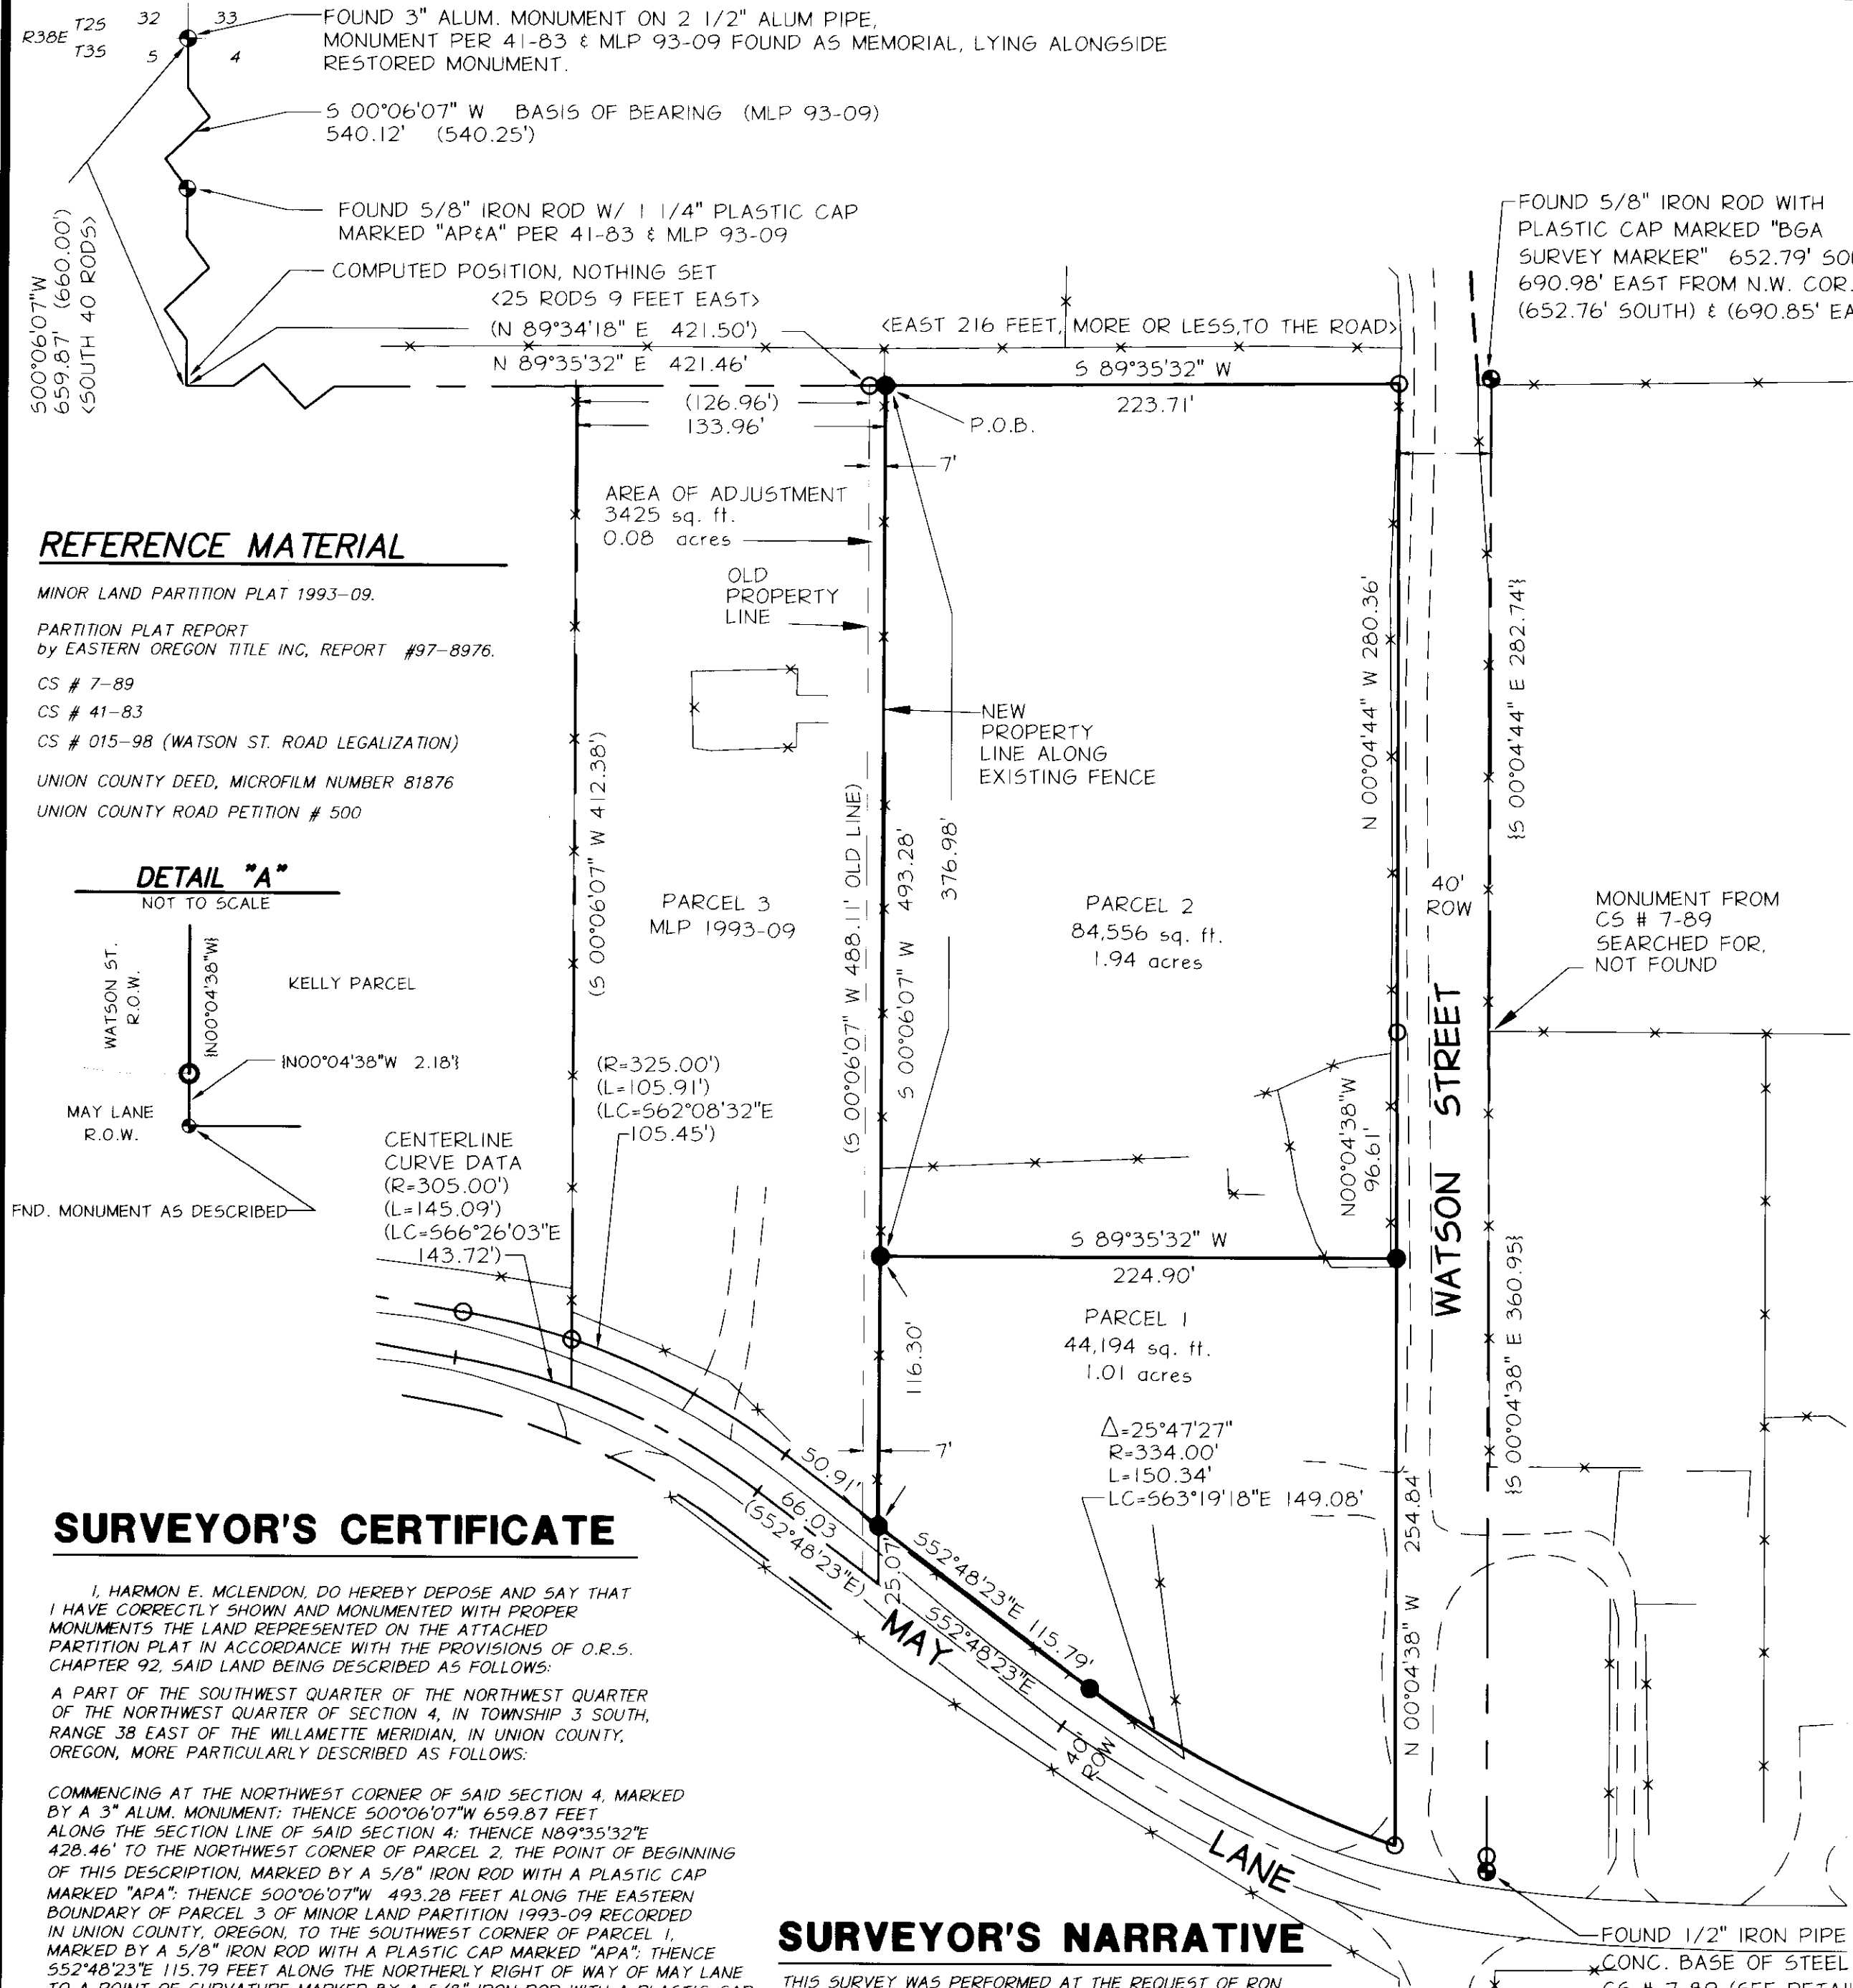 R38E
T2S
T3S
32
33
5
4
FOUND 3" ALUM. MONUMENT ON 2 1/2" ALUM PIPE,
MONUMENT PER 41-83 & MLP 93-09 FOUND AS MEMORIAL, LYING ALONGSIDE
RESTORED MONUMENT.
S 00°06'07" W BASIS OF BEARING (MLP 93-09)
540.12' (540.25')
FOUND 5/8" IRON ROD W/ 1 1/4" PLASTIC CAP
MARKED "AP&A" PER 41-83 & MLP 93-09
COMPUTED POSITION, NOTHING SET
S00°06'07"W
659.87' (660.00')
<SOUTH 40 RODS>
<25 RODS 9 FEET EAST>
(N 89°34'18" E 421.50')
N 89°35'32" E 421.46'
<EAST 216 FEET, MORE OR LESS,TO THE ROAD>
S 89°35'32" W
223.71'
(126.96')
133.96'
P.O.B.
7'
FOUND 5/8" IRON ROD WITH
PLASTIC CAP MARKED "BGA
SURVEY MARKER" 652.79'
690.98' EAST FROM N.W. COR.
(652.76' SOUTH) & (690.85'
AREA OF ADJUSTMENT
3425 sq. ft.
0.08 acres
OLD
PROPERTY
LINE
NEW
PROPERTY
LINE ALONG
EXISTING FENCE
REFERENCE MATERIAL
MINOR LAND PARTITION PLAT 1993-09.
PARTITION PLAT REPORT
by EASTERN OREGON TITLE INC, REPORT #97-8976.
CS # 7-89
CS # 41-83
CS # 015-98 (WATSON ST. ROAD LEGALIZATION)
UNION COUNTY DEED, MICROFILM NUMBER 81876
UNION COUNTY ROAD PETITION # 500
DETAIL "A"
NOT TO SCALE
WATSON ST.
R.O.W.
{N00°04'38"W}
KELLY PARCEL
{N00°04'38"W 2.18'}
MAY LANE
R.O.W.
FND. MONUMENT AS DESCRIBED
(S 00°06'07" W 412.38')
PARCEL 3
MLP 1993-09
(S 00°06'07" W 488.11' OLD LINE)
S 00°06'07" W 493.28'
376.98'
PARCEL 2
84,556 sq. ft.
1.94 acres
N 00°04'44" W 280.36'
{S 00°04'44" E 282.74'}
40'
ROW
MONUMENT FROM
CS # 7-89
SEARCHED FOR,
NOT FOUND
WATSON STREET
N00°04'38"W
96.61'
(R=325.00')
(L=105.91')
(LC=S62°08'32"E
105.45')
CENTERLINE
CURVE DATA
(R=305.00')
(L=145.09')
(LC=S66°26'03"E
143.72')
S 89°35'32" W
224.90'
PARCEL 1
44,194 sq. ft.
1.01 acres
116.30'
{S 00°04'38" E 360.95'}
Δ=25°47'27"
R=334.00'
L=150.34'
LC=S63°19'18"E 149.08'
7'
50.91'
66.03
(S52°48'23"E)
25.07'
S52°48'23"E 115.79'
S52°48'23"E
N 00°04'38" W 254.84'
40'
ROW
MAY LANE
SURVEYOR'S CERTIFICATE
I, HARMON E. MCLENDON, DO HEREBY DEPOSE AND SAY THAT
I HAVE CORRECTLY SHOWN AND MONUMENTED WITH PROPER
MONUMENTS THE LAND REPRESENTED ON THE ATTACHED
PARTITION PLAT IN ACCORDANCE WITH THE PROVISIONS OF O.R.S.
CHAPTER 92, SAID LAND BEING DESCRIBED AS FOLLOWS:
A PART OF THE SOUTHWEST QUARTER OF THE NORTHWEST QUARTER
OF THE NORTHWEST QUARTER OF SECTION 4, IN TOWNSHIP 3 SOUTH,
RANGE 38 EAST OF THE WILLAMETTE MERIDIAN, IN UNION COUNTY,
OREGON, MORE PARTICULARLY DESCRIBED AS FOLLOWS:
COMMENCING AT THE NORTHWEST CORNER OF SAID SECTION 4, MARKED
BY A 3" ALUM. MONUMENT; THENCE S00°06'07"W 659.87 FEET
ALONG THE SECTION LINE OF SAID SECTION 4; THENCE N89°35'32"E
428.46' TO THE NORTHWEST CORNER OF PARCEL 2, THE POINT OF BEGINNING
OF THIS DESCRIPTION, MARKED BY A 5/8" IRON ROD WITH A PLASTIC CAP
MARKED "APA"; THENCE S00°06'07"W 493.28 FEET ALONG THE EASTERN
BOUNDARY OF PARCEL 3 OF MINOR LAND PARTITION 1993-09 RECORDED
IN UNION COUNTY, OREGON, TO THE SOUTHWEST CORNER OF PARCEL 1,
MARKED BY A 5/8" IRON ROD WITH A PLASTIC CAP MARKED "APA"; THENCE
S52°48'23"E 115.79 FEET ALONG THE NORTHERLY RIGHT OF WAY OF MAY LANE
TO A POINT OF CURVATURE MARKED BY A 5/8" IRON ROD WITH A PLASTIC CAP
SURVEYOR'S NARRATIVE
THIS SURVEY WAS PERFORMED AT THE REQUEST OF RON
FOUND 1/2" IRON PIPE
CONC. BASE OF STEEL
CS # 7-89 (SEE DETAIL